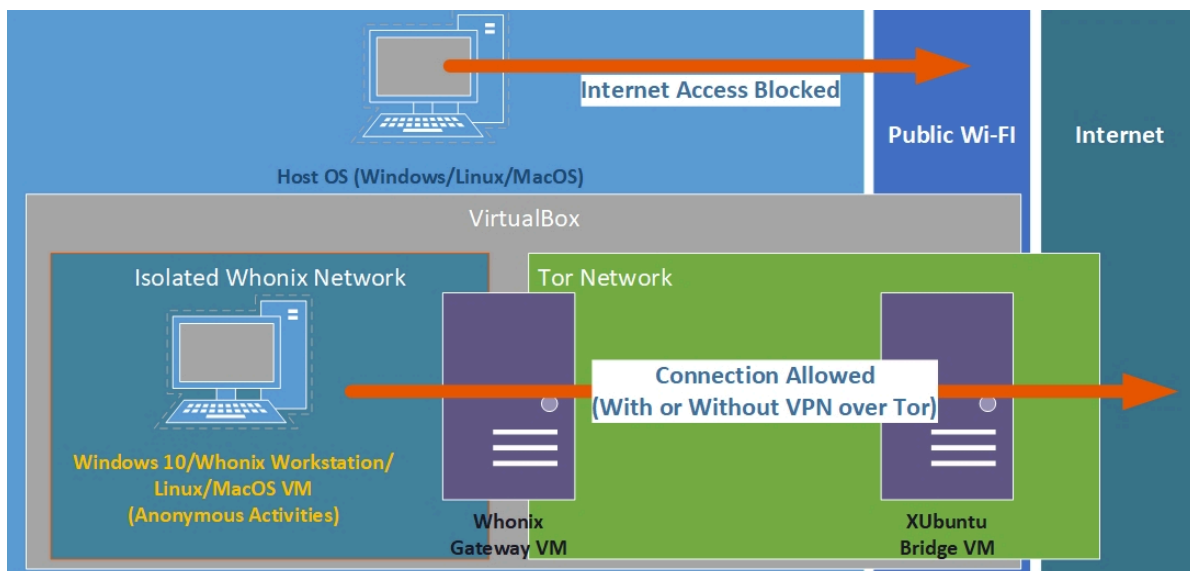 Internet Access Blocked
Public Wi-FI
Internet
Host OS (Windows/Linux/MacOS)
VirtualBox
Isolated Whonix Network
Tor Network
Connection Allowed
(With or Without VPN over Tor)
Windows 10/Whonix Workstation/
Linux/MacOS VM
(Anonymous Activities)
Whonix
Gateway VM
XUbuntu
Bridge VM